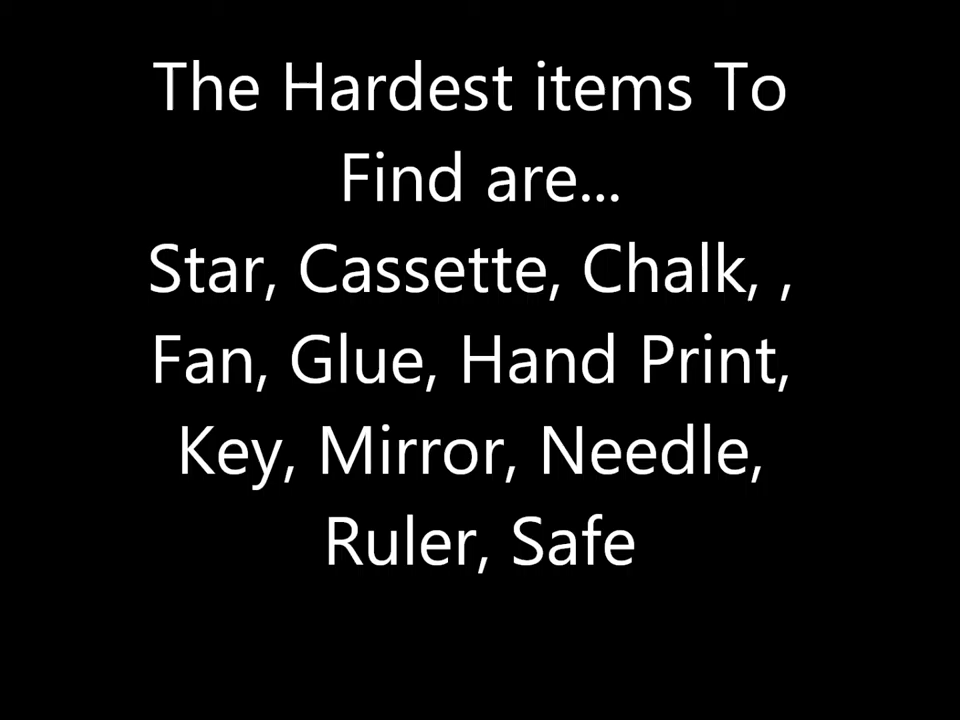 The Hardest items To
Find are...
Star, Cassette, Chalk, ,
Fan, Glue, Hand Print,
Key, Mirror, Needle,
Ruler, Safe